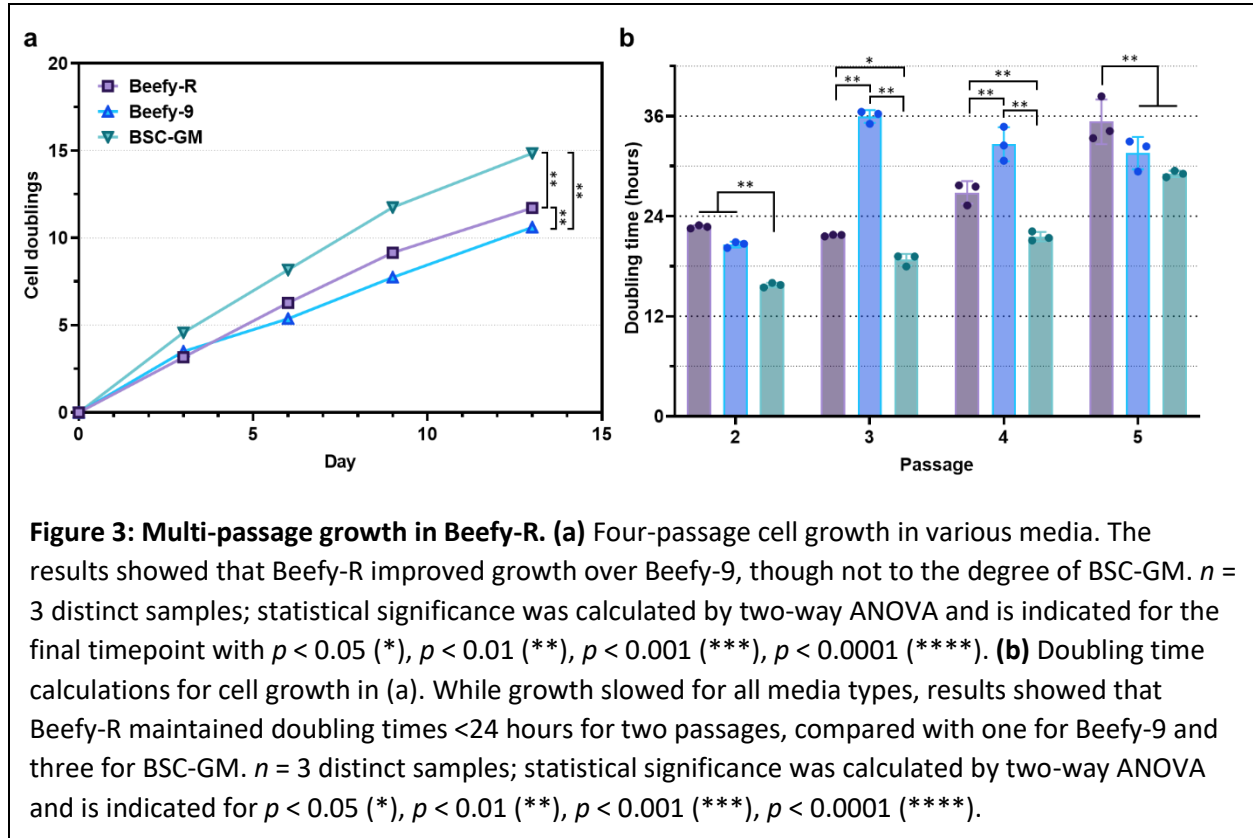 a
20
15
10
5
0
Cell doublings
Beefy-R
Beefy-9
BSC-GM
**
**
**
0
5
10
15
Day
b
36
24
12
0
Doubling time (hours)
**
*
**
**
**
**
**
**
2
3
4
5
Passage
Figure 3: Multi-passage growth in Beefy-R. (a) Four-passage cell growth in various media. The
results showed that Beefy-R improved growth over Beefy-9, though not to the degree of BSC-GM. n =
3 distinct samples; statistical significance was calculated by two-way ANOVA and is indicated for the
final timepoint with p < 0.05 (*), p < 0.01 (**), p < 0.001 (***), p < 0.0001 (****). (b) Doubling time
calculations for cell growth in (a). While growth slowed for all media types, results showed that
Beefy-R maintained doubling times <24 hours for two passages, compared with one for Beefy-9 and
three for BSC-GM. n = 3 distinct samples; statistical significance was calculated by two-way ANOVA
and is indicated for p < 0.05 (*), p < 0.01 (**), p < 0.001 (***), p < 0.0001 (****).